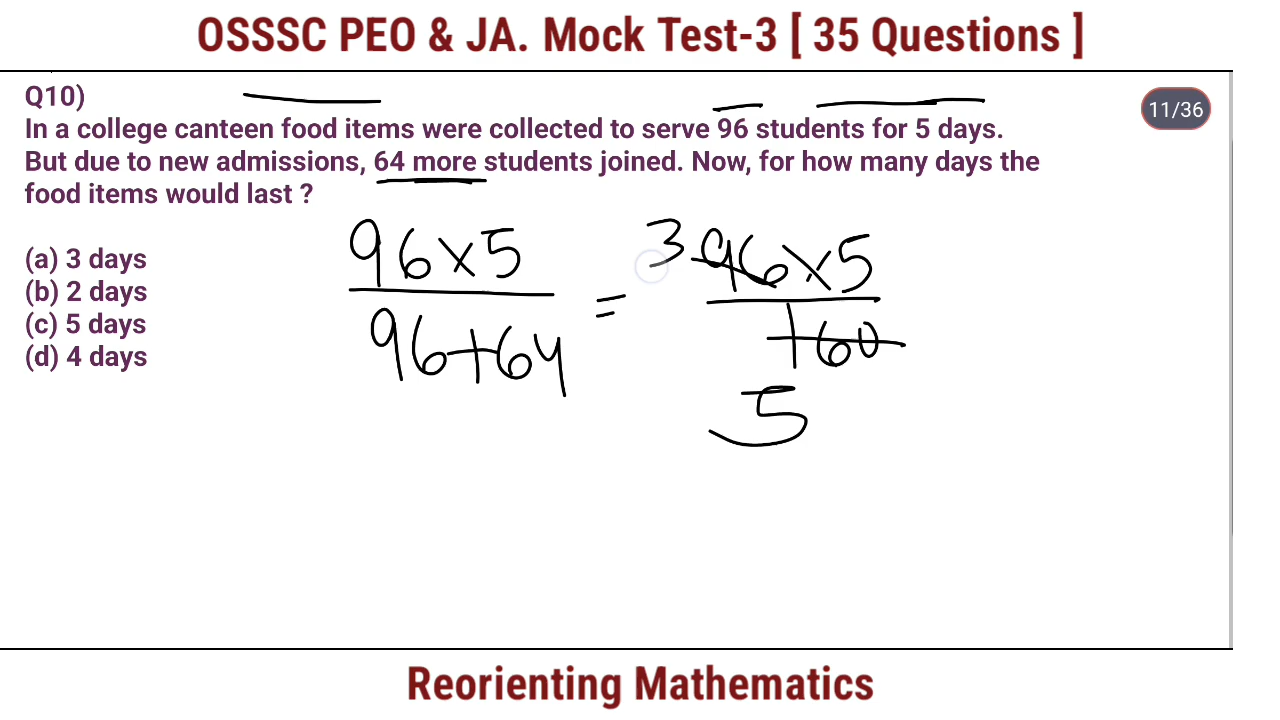 OSSSC PEO & JA. Mock Test-3 [ 35 Questions ]
Q10)
11/36
In a college canteen food items were collected to serve 96 students for 5 days.
But due to new admissions, 64 more students joined. Now, for how many days the
food items would last ?
(a) 3 days
(b) 2 days
(c) 5 days
(d) 4 days
96×5
96+64
=
3 96×5
160
5
Reorienting Mathematics